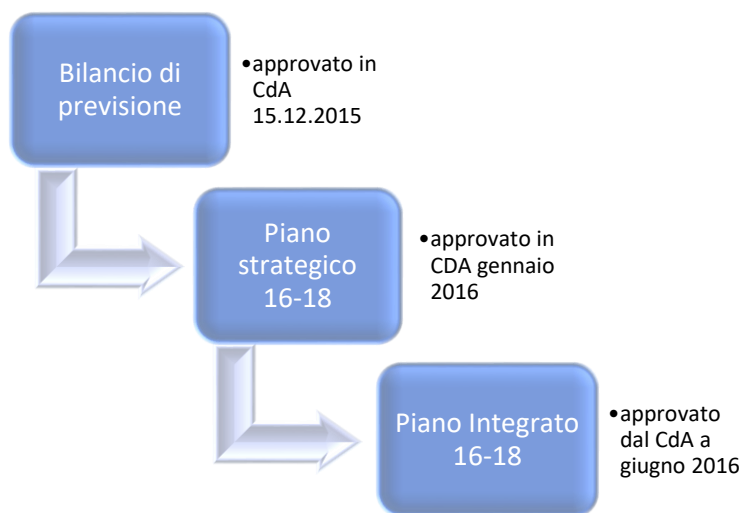 Bilancio di
previsione
•approvato in
CdA
15.12.2015
Piano
strategico
16-18
•approvato in
CDA gennaio
2016
Piano Integrato
16-18
•approvato
dal CdA a
giugno 2016